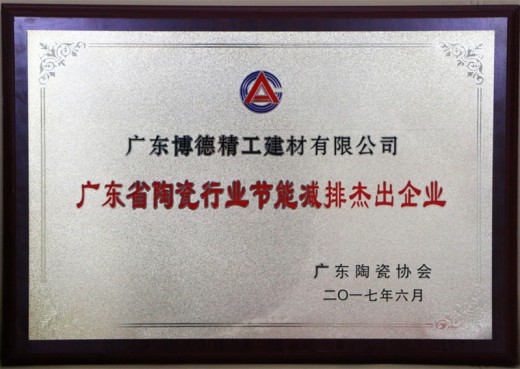 广东博德精工建材有限公司
广东省陶瓷行业节能减排杰出企业
广东陶瓷协会
二〇一七年六月